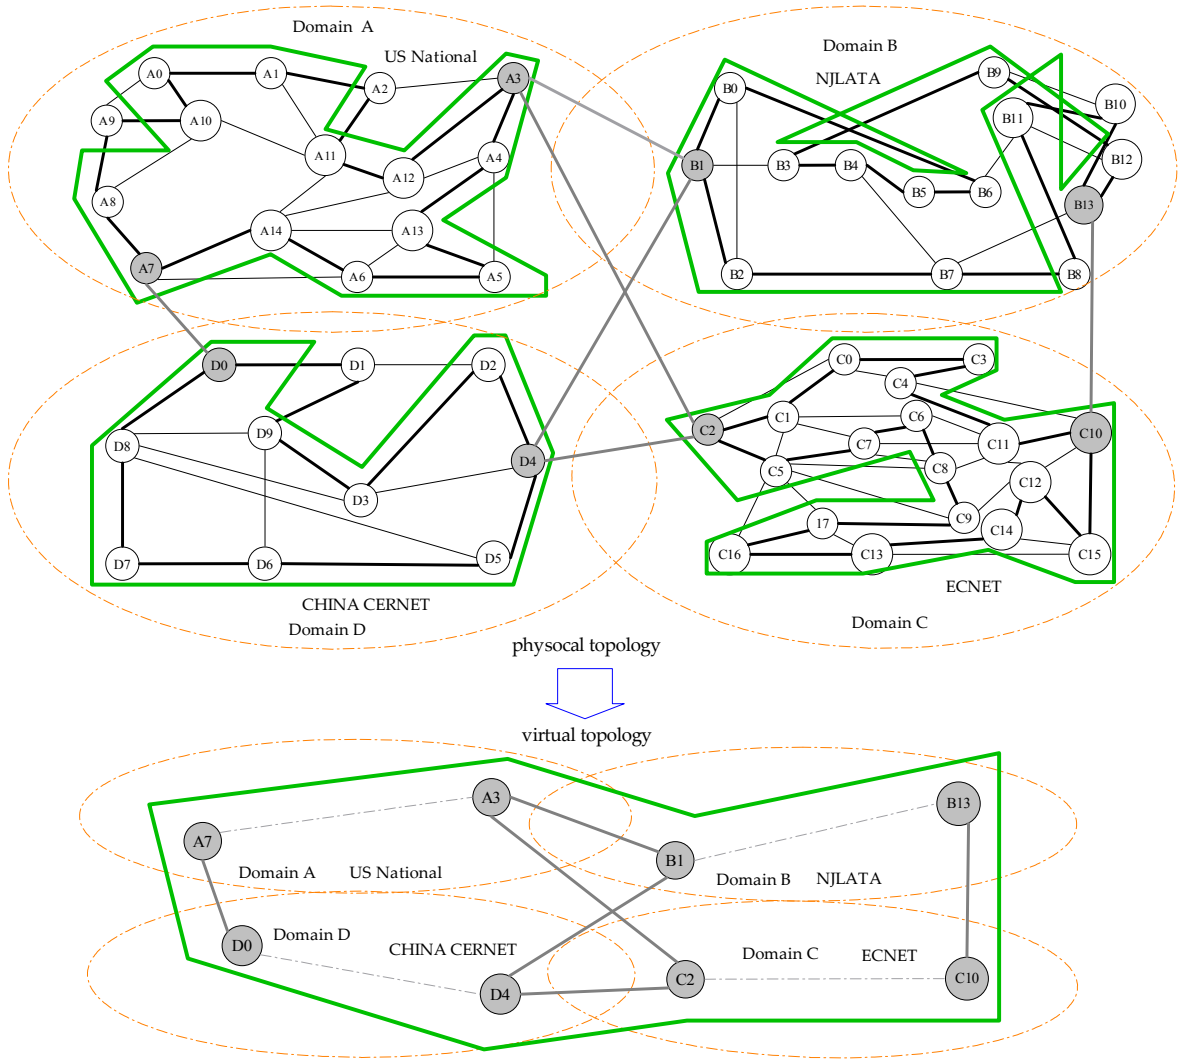 Domain A
US National
Domain B
NJLATA
A0
A1
A2
A3
A9
A10
A11
A12
A4
A8
A14
A13
A7
A6
A5
B0
B9
B10
B11
B1
B3
B4
B12
B5
B6
B13
B2
B7
B8
D0
D1
D2
D8
D9
D4
D3
D7
D6
D5
CHINA CERNET
Domain D
C0
C3
C4
C2
C1
C6
C10
C7
C11
C5
C8
C12
17
C9
C14
C16
C13
C15
ECNET
Domain C
physocal topology
virtual topology
A3
B13
A7
B1
Domain A US National
Domain B NJLATA
D0
Domain D
CHINA CERNET
Domain C ECNET
D4
C2
C10